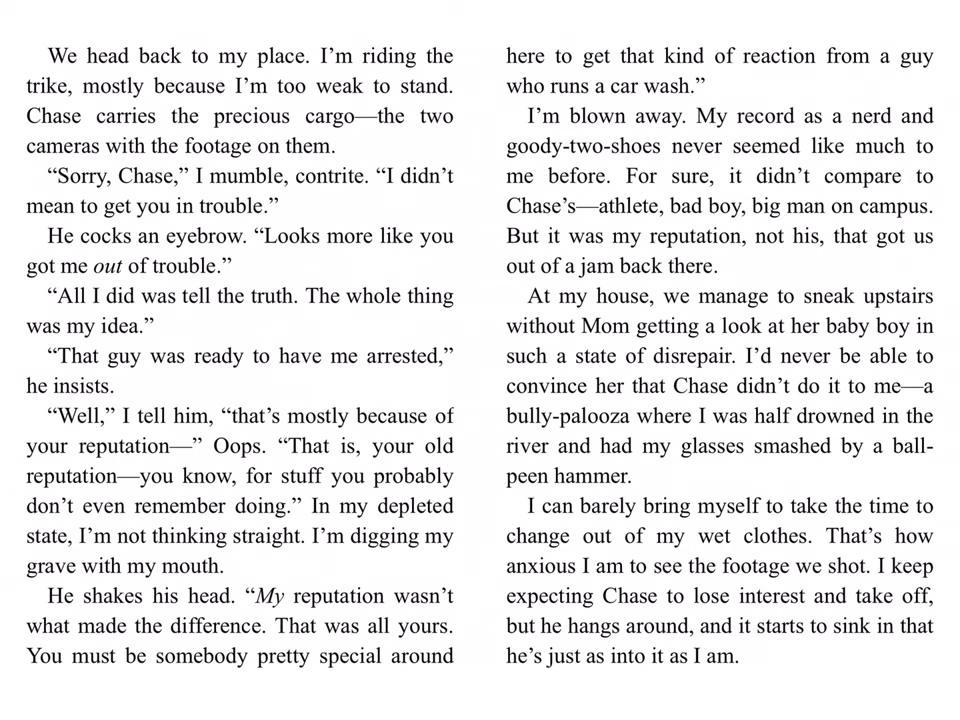 We head back to my place. I’m riding the
trike, mostly because I’m too weak to stand.
Chase carries the precious cargo—the two
cameras with the footage on them.
“Sorry, Chase,” I mumble, contrite. “I didn’t
mean to get you in trouble.”
He cocks an eyebrow. “Looks more like you
got me out of trouble.”
“All I did was tell the truth. The whole thing
was my idea.”
“That guy was ready to have me arrested,”
he insists.
“Well,” I tell him, “that’s mostly because of
your reputation—” Oops. “That is, your old
reputation—you know, for stuff you probably
don’t even remember doing.” In my depleted
state, I’m not thinking straight. I’m digging my
grave with my mouth.
He shakes his head. “My reputation wasn’t
what made the difference. That was all yours.
You must be somebody pretty special around
here to get that kind of reaction from a guy
who runs a car wash.”
I’m blown away. My record as a nerd and
goody-two-shoes never seemed like much to
me before. For sure, it didn’t compare to
Chase’s—athlete, bad boy, big man on campus.
But it was my reputation, not his, that got us
out of a jam back there.
At my house, we manage to sneak upstairs
without Mom getting a look at her baby boy in
such a state of disrepair. I’d never be able to
convince her that Chase didn’t do it to me—a
bully-palooza where I was half drowned in the
river and had my glasses smashed by a ball-
peen hammer.
I can barely bring myself to take the time to
change out of my wet clothes. That’s how
anxious I am to see the footage we shot. I keep
expecting Chase to lose interest and take off,
but he hangs around, and it starts to sink in that
he’s just as into it as I am.